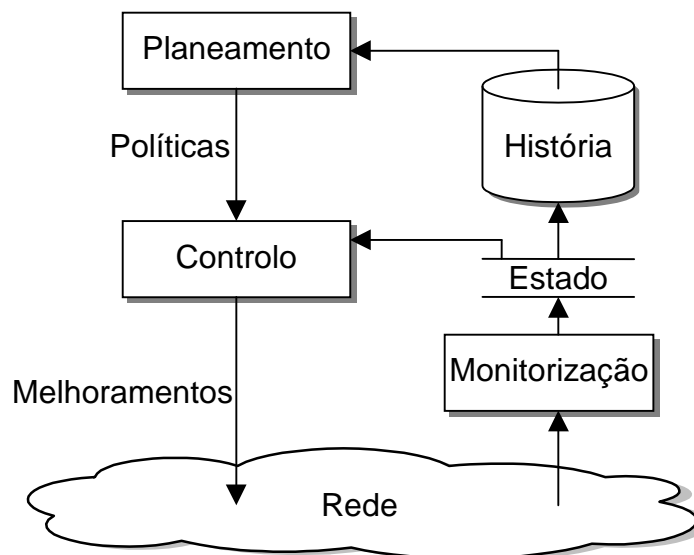 Planeamento
Políticas
História
Controlo
Estado
Monitorização
Melhoramentos
Rede